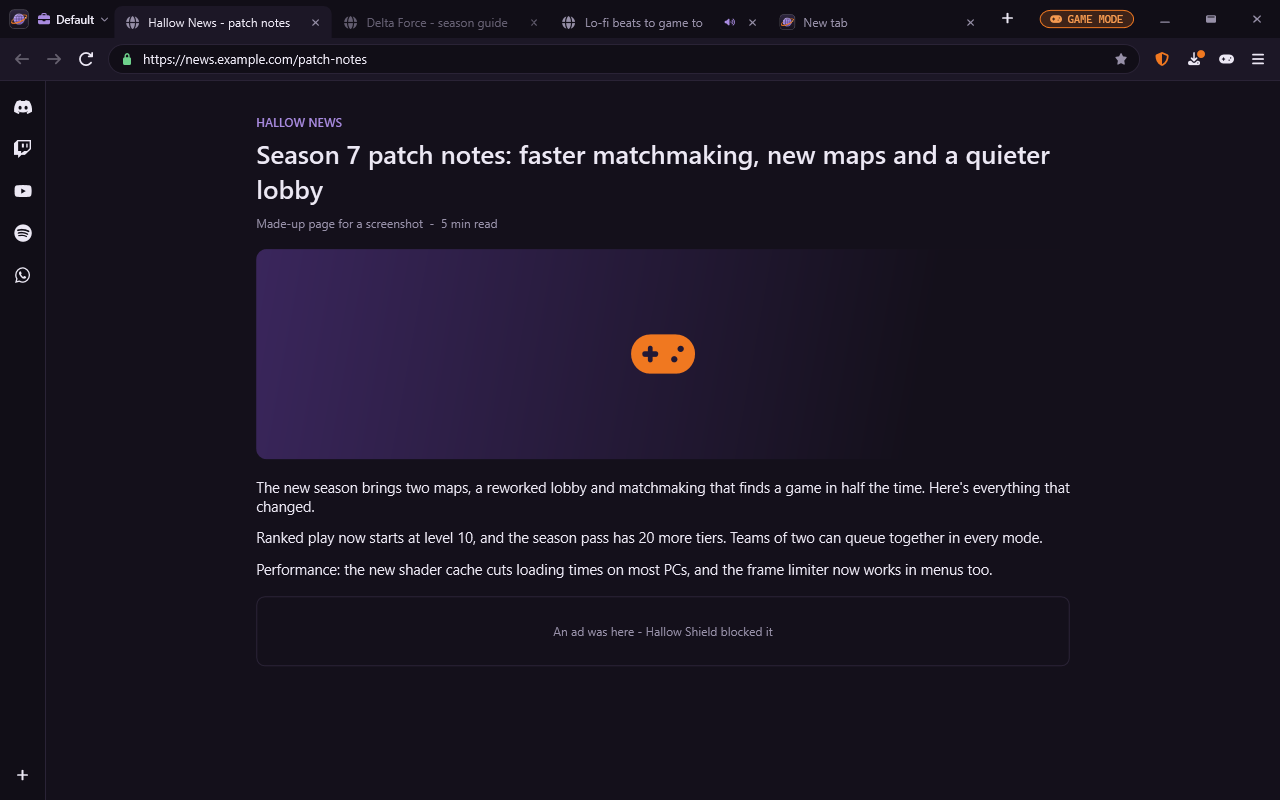 Default
Hallow News - patch notes
Delta Force - season guide
Lo-fi beats to game to
New tab
GAME MODE
https://news.example.com/patch-notes
HALLOW NEWS
Season 7 patch notes: faster matchmaking, new maps and a quieter
lobby
Made-up page for a screenshot - 5 min read
The new season brings two maps, a reworked lobby and matchmaking that finds a game in half the time. Here's everything that
changed.
Ranked play now starts at level 10, and the season pass has 20 more tiers. Teams of two can queue together in every mode.
Performance: the new shader cache cuts loading times on most PCs, and the frame limiter now works in menus too.
An ad was here - Hallow Shield blocked it